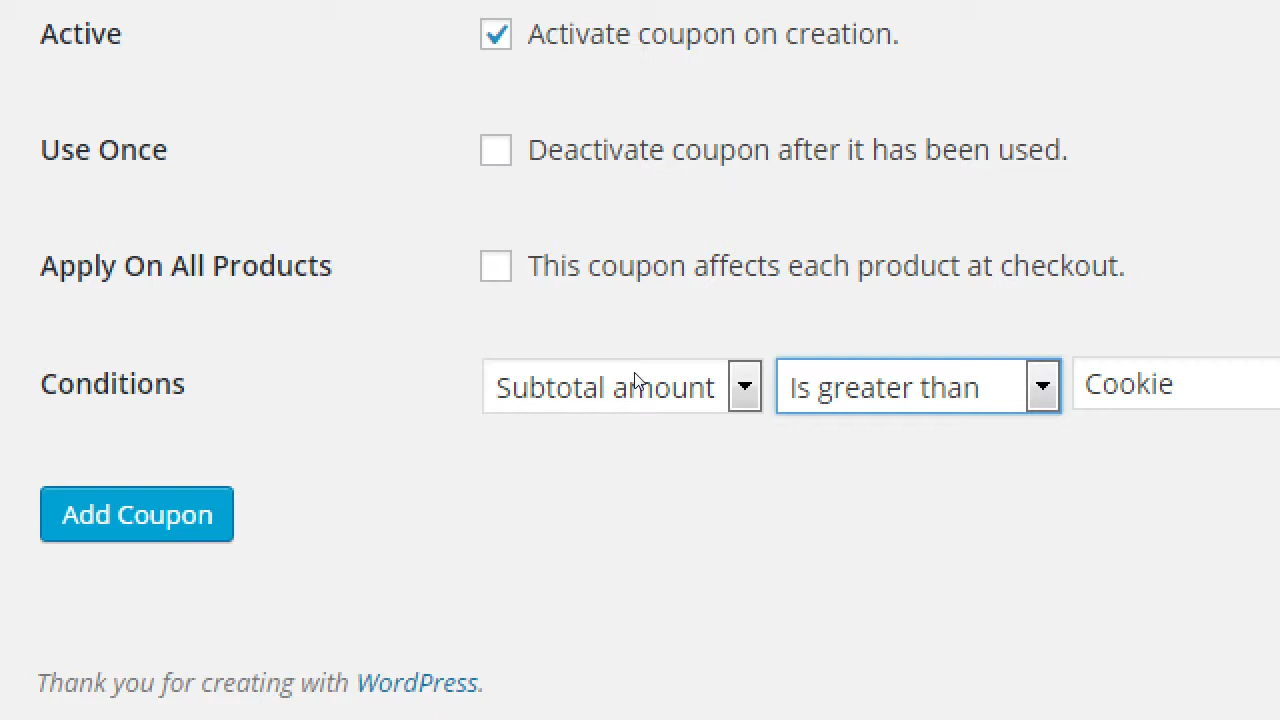 Active Activate coupon on creation.
Use Once Deactivate coupon after it has been used.
Apply On All Products This coupon affects each product at checkout.
Conditions Subtotal amount Is greater than Cookie
Add Coupon
Thank you for creating with WordPress.